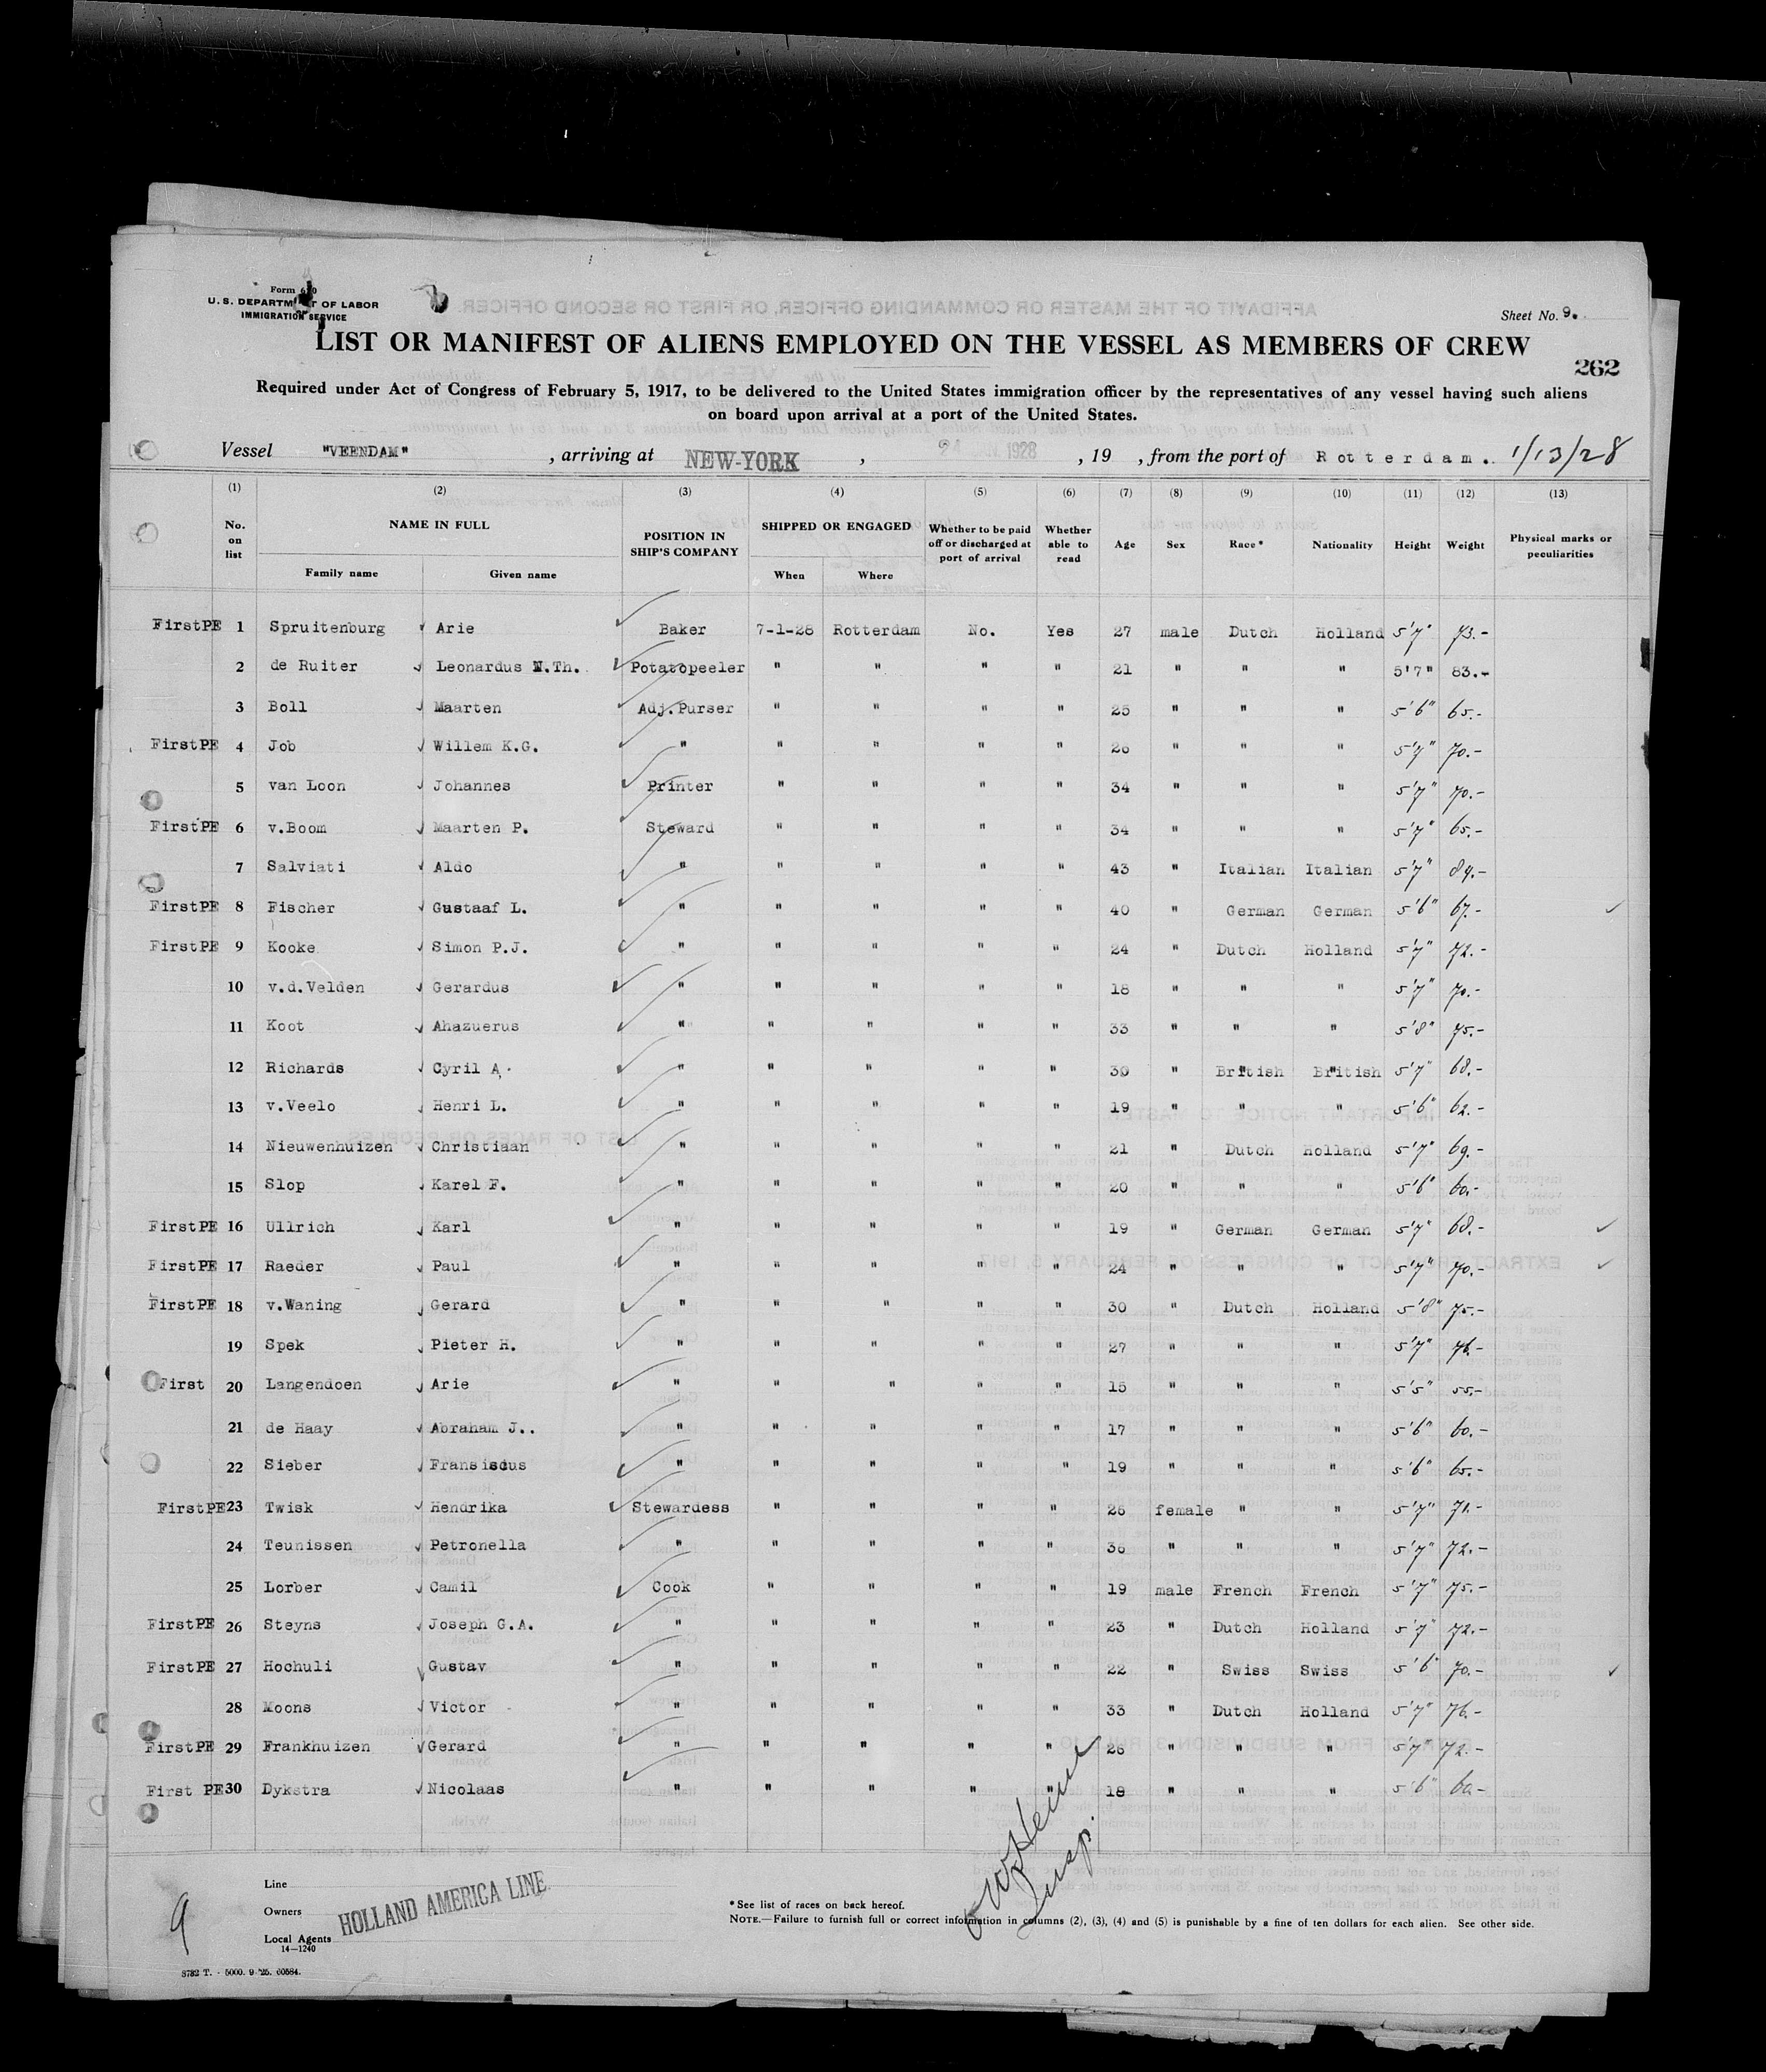 Form 680
U. S. DEPARTMENT OF LABOR
IMMIGRATION SERVICE
Sheet No. 9.
LIST OR MANIFEST OF ALIENS EMPLOYED ON THE VESSEL AS MEMBERS OF CREW
262
Required under Act of Congress of February 5, 1917, to be delivered to the United States immigration officer by the representatives of any vessel having such aliens
on board upon arrival at a port of the United States.
Vessel "VEENDAM", arriving at NEW-YORK, 1928, 19 , from the port of Rotterdam. 1/13/28
(1) (2) (3) (4) (5) (6) (7) (8) (9) (10) (11) (12) (13)
No. on list NAME IN FULL Family name Given name POSITION IN SHIP'S COMPANY SHIPPED OR ENGAGED When Where Whether to be paid off or discharged at port of arrival Whether able to read Age Sex Race* Nationality Height Weight Physical marks or peculiarities
FirstPE 1 Spruitenburg Arie Baker 7-1-28 Rotterdam No. Yes 27 male Dutch Holland 5'7" 73.-
2 de Ruiter Leonardus N.Th. Potatopeeler " " " " 21 " " " 5'7" 83.-
3 Boll Maarten Adj.Purser " " " " 25 " " " 5'6" 65.-
FirstPE 4 Job Willem K.G. " " " " " 26 " " " 5'7" 70.-
5 van Loon Johannes Printer " " " " 34 " " " 5'7" 70.-
FirstPE 6 v.Boom Maarten P. Steward " " " " 34 " " " 5'7" 65.-
7 Salviati Aldo " " " " " 43 " Italian Italian 5'7" 89.-
FirstPE 8 Fischer Gustaaf L. " " " " " 40 " German German 5'6" 67.-
FirstPE 9 Kooke Simon P.J. " " " " " 24 " Dutch Holland 5'7" 72.-
10 v.d.Velden Gerardus " " " " " 18 " " " 5'7" 70.-
11 Koot Ahazuerus " " " " " 33 " " " 5'8" 75.-
12 Richards Cyril A. " " " " " 30 " British British 5'7" 68.-
13 v.Veelo Henri L. " " " " " 19 " " " 5'6" 62.-
14 Nieuwenhuizen Christiaan " " " " " 21 " Dutch Holland 5'7" 69.-
15 Slop Karel F. " " " " " 20 " " " 5'6" 60.-
FirstPE 16 Ullrich Karl " " " " " 19 " German German 5'7" 68.-
FirstPE 17 Raeder Paul " " " " " 24 " " " 5'7" 70.-
FirstPE 18 v.Waning Gerard " " " " " 30 " Dutch Holland 5'8" 75.-
19 Spek Pieter H. " " " " " 27 " " " 5'7" 76.-
First 20 Langendoen Arie " " " " " 15 " " " 5'5" 55.-
21 de Haay Abraham J.. " " " " " 17 " " " 5'6" 60.-
22 Sieber Fransiscus " " " " " 19 " " " 5'6" 65.-
FirstPE 23 Twisk Hendrika Stewardess " " " " 26 female " " 5'7" 71.-
24 Teunissen Petronella " " " " " 36 " " " 5'7" 72.-
25 Lorber Camil Cook " " " " 19 male French French 5'7" 75.-
FirstPE 26 Steyns Joseph G.A. " " " " " 23 " Dutch Holland 5'7" 72.-
FirstPE 27 Hochuli Gustav " " " " " 22 " Swiss Swiss 5'6 70.-
28 Moons Victor " " " " " 33 " Dutch Holland 5'7" 76.-
FirstPE 29 Frankhuizen Gerard " " " " " 26 " " " 5'7" 72.-
First PE 30 Dykstra Nicolaas " " " " " 18 " " " 5'6" 60.-
Insp.
Line
Owners HOLLAND AMERICA LINE
Local Agents
14—1240
9
*See list of races on back hereof.
NOTE.—Failure to furnish full or correct information in columns (2), (3), (4) and (5) is punishable by a fine of ten dollars for each alien. See other side.
3782 T. - 5000. 9-'25. 60584.